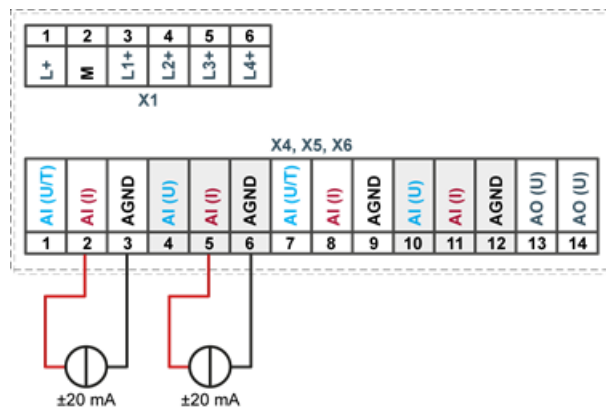 1 2 3 4 5 6
L+ M L1+ L2+ L3+ L4+
X1
X4, X5, X6
AI (U/T) AI (I) AGND AI (U) AI (I) AGND AI (U/T) AI (I) AGND AI (U) AI (I) AGND AO (U) AO (U)
1 2 3 4 5 6 7 8 9 10 11 12 13 14
±20 mA ±20 mA